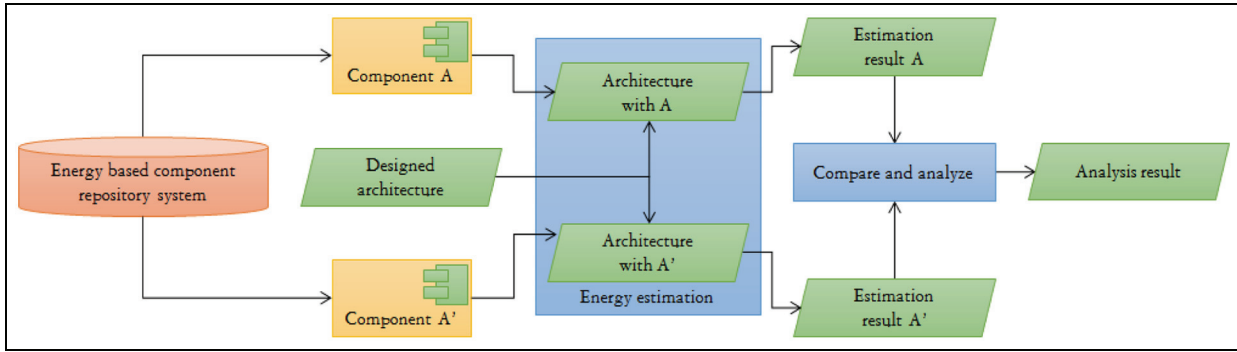 Component A
Energy based component
repository system
Component A’
Designed
architecture
Architecture
with A
Architecture
with A’
Energy estimation
Estimation
result A
Compare and analyze
Estimation
result A’
Analysis result